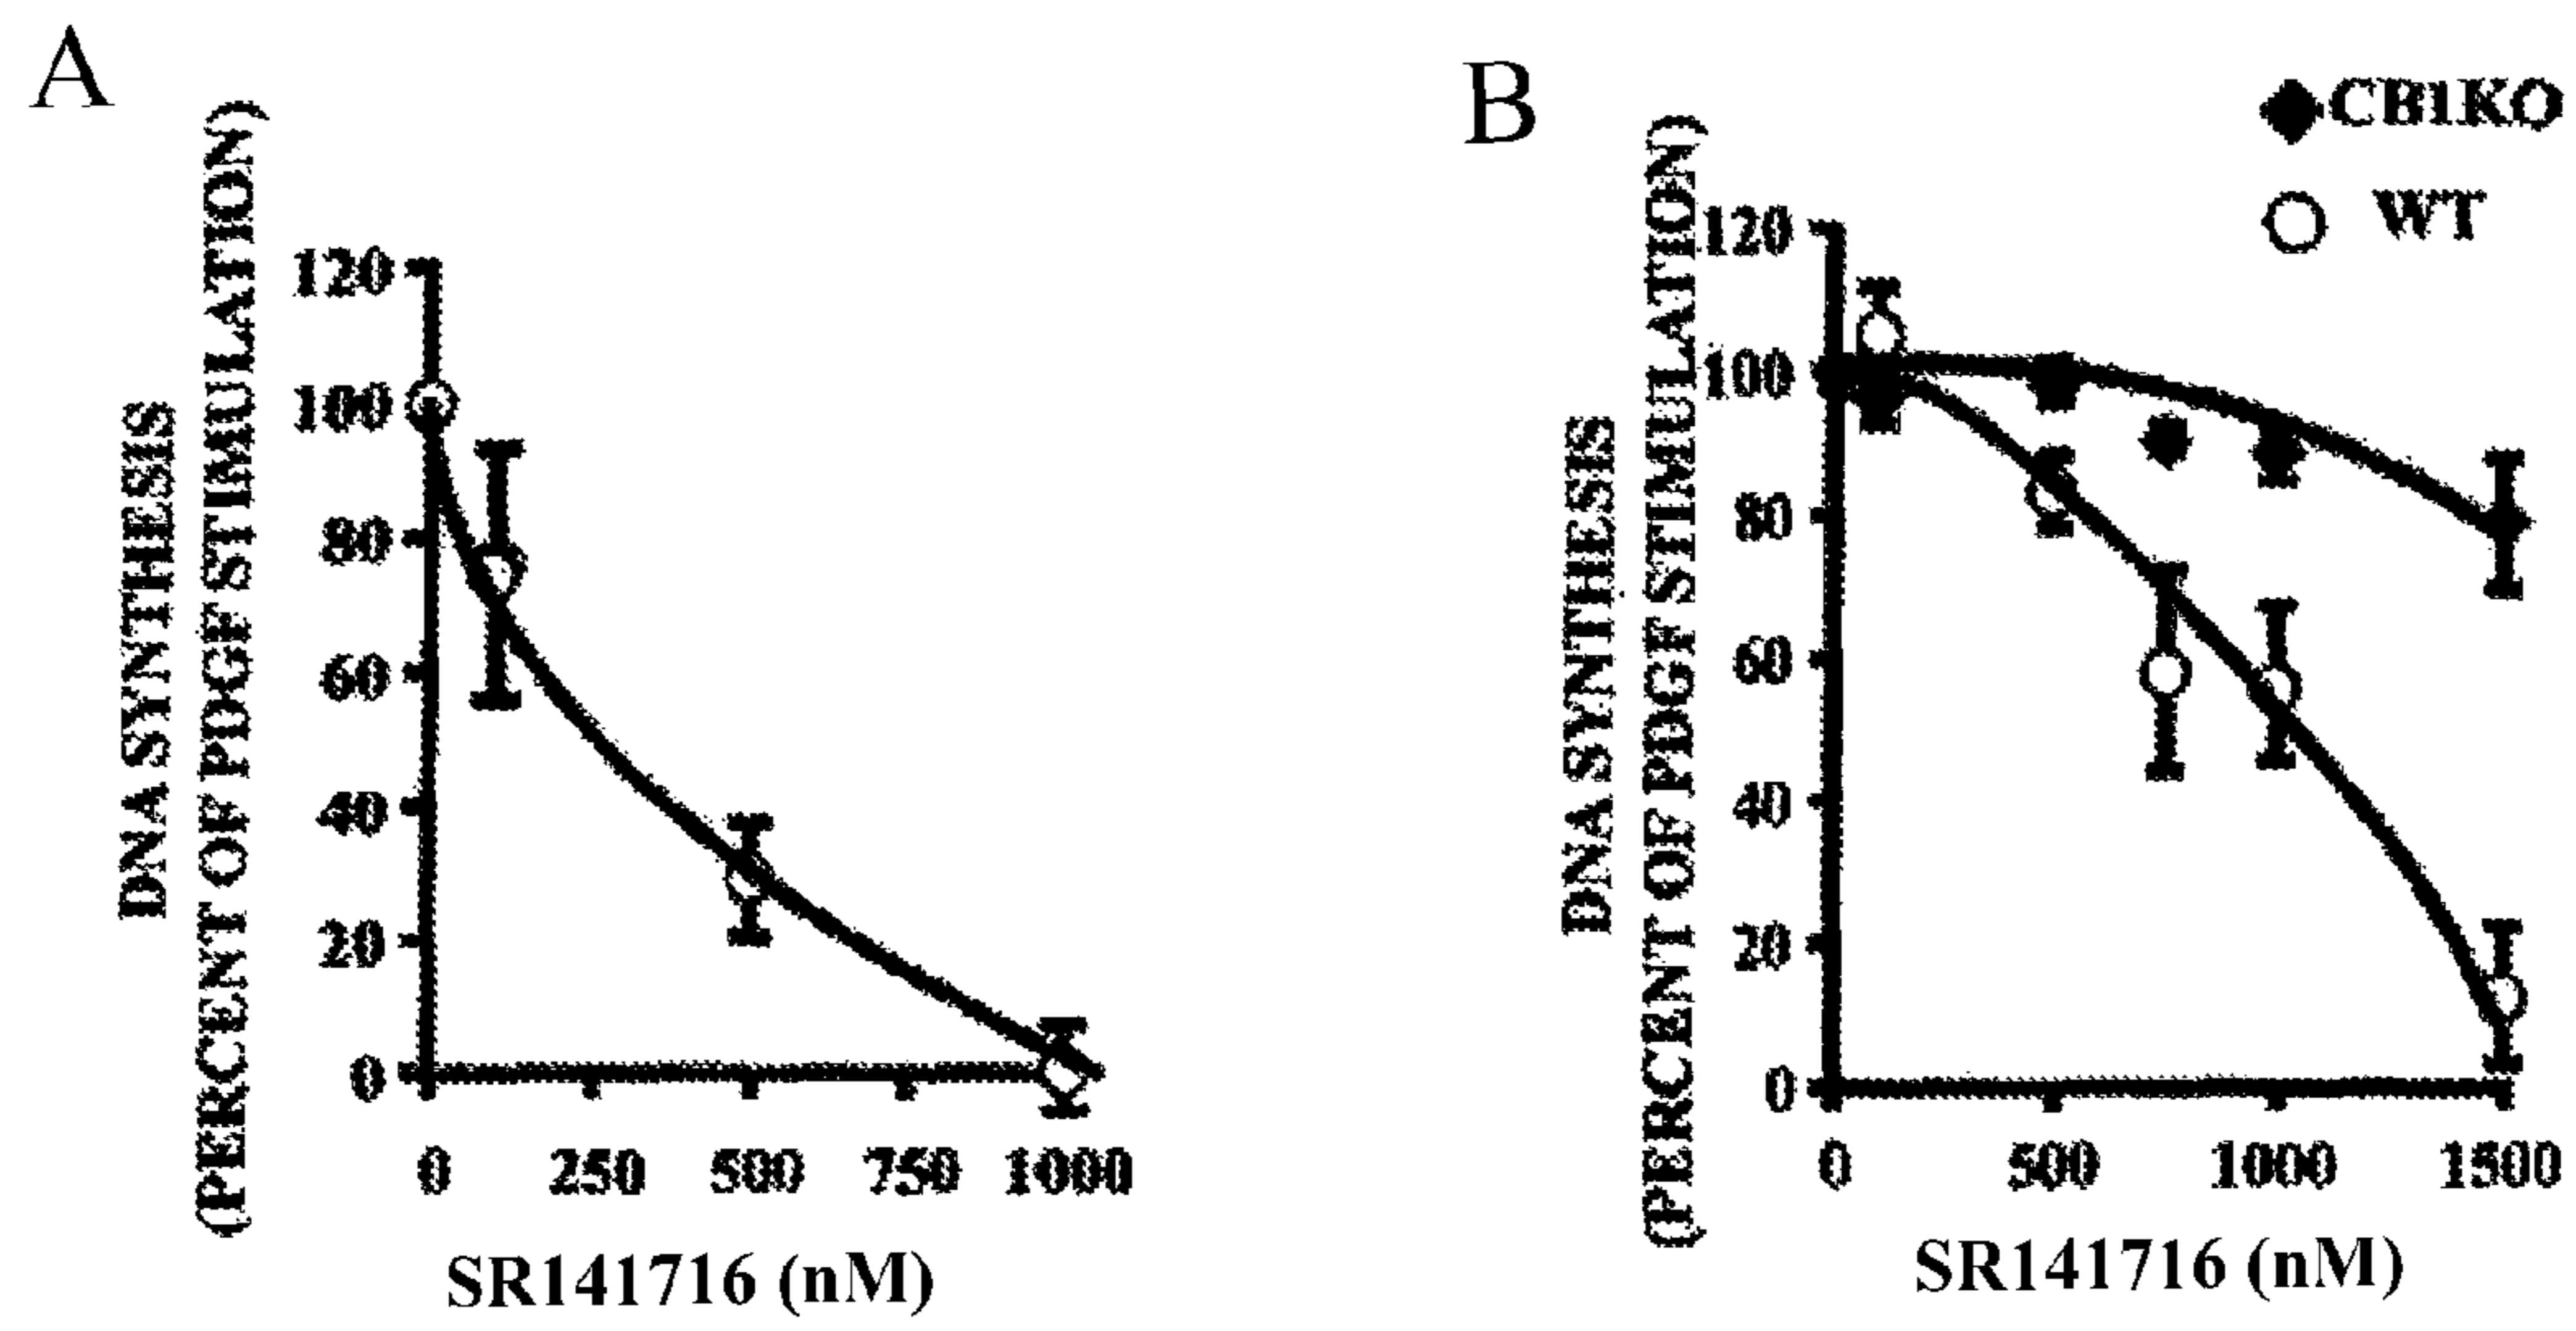 A
DNA SYNTHESIS
(PERCENT OF PDGF STIMULATION)
120
100
80
60
40
20
0
0 250 500 750 1000
SR141716 (nM)
B
CB1KO
WT
DNA SYNTHESIS
(PERCENT OF PDGF STIMULATION)
120
100
80
60
40
20
0
0 500 1000 1500
SR141716 (nM)